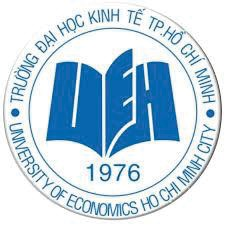 TRƯỜNG ĐẠI HỌC KINH TẾ TP.HỒ CHÍ MINH
UEH
1976
UNIVERSITY OF ECONOMICS HO CHI MINH CITY